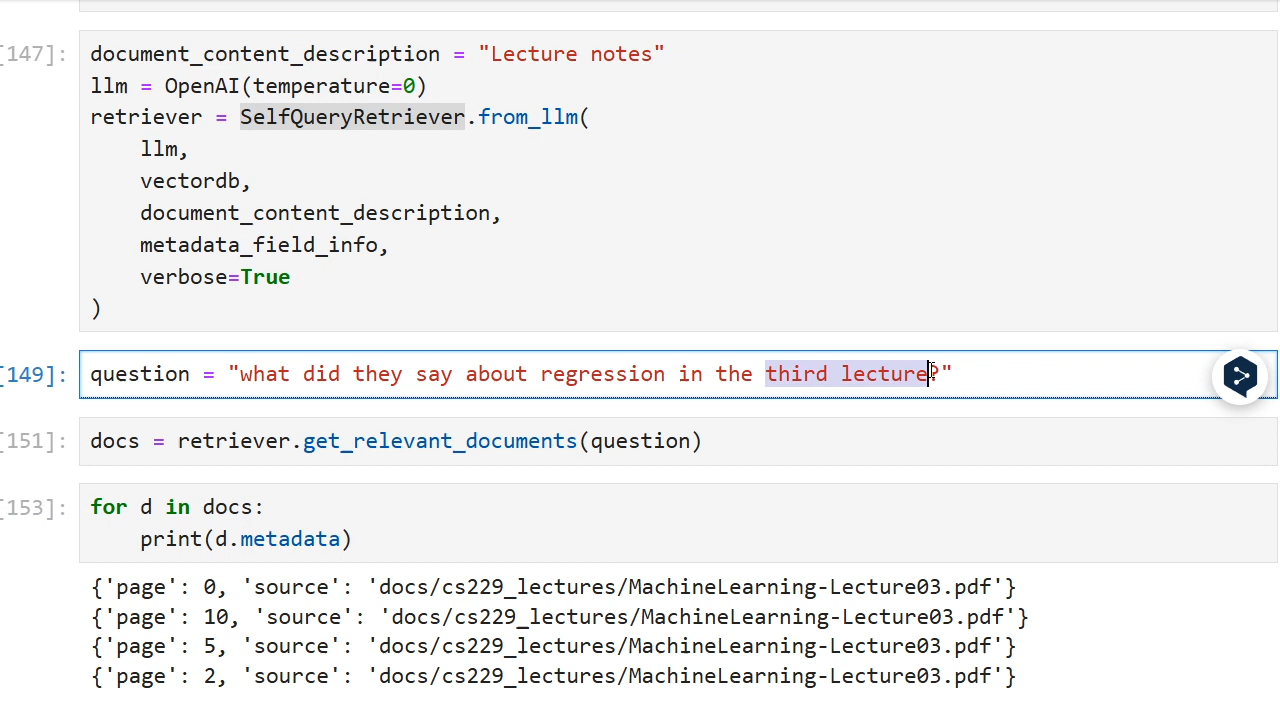 [147]:
document_content_description = "Lecture notes"
llm = OpenAI(temperature=0)
retriever = SelfQueryRetriever.from_llm(
    llm,
    vectordb,
    document_content_description,
    metadata_field_info,
    verbose=True
)
[149]:
question = "what did they say about regression in the third lecture?"
[151]:
docs = retriever.get_relevant_documents(question)
[153]:
for d in docs:
    print(d.metadata)
{'page': 0, 'source': 'docs/cs229_lectures/MachineLearning-Lecture03.pdf'}
{'page': 10, 'source': 'docs/cs229_lectures/MachineLearning-Lecture03.pdf'}
{'page': 5, 'source': 'docs/cs229_lectures/MachineLearning-Lecture03.pdf'}
{'page': 2, 'source': 'docs/cs229_lectures/MachineLearning-Lecture03.pdf'}